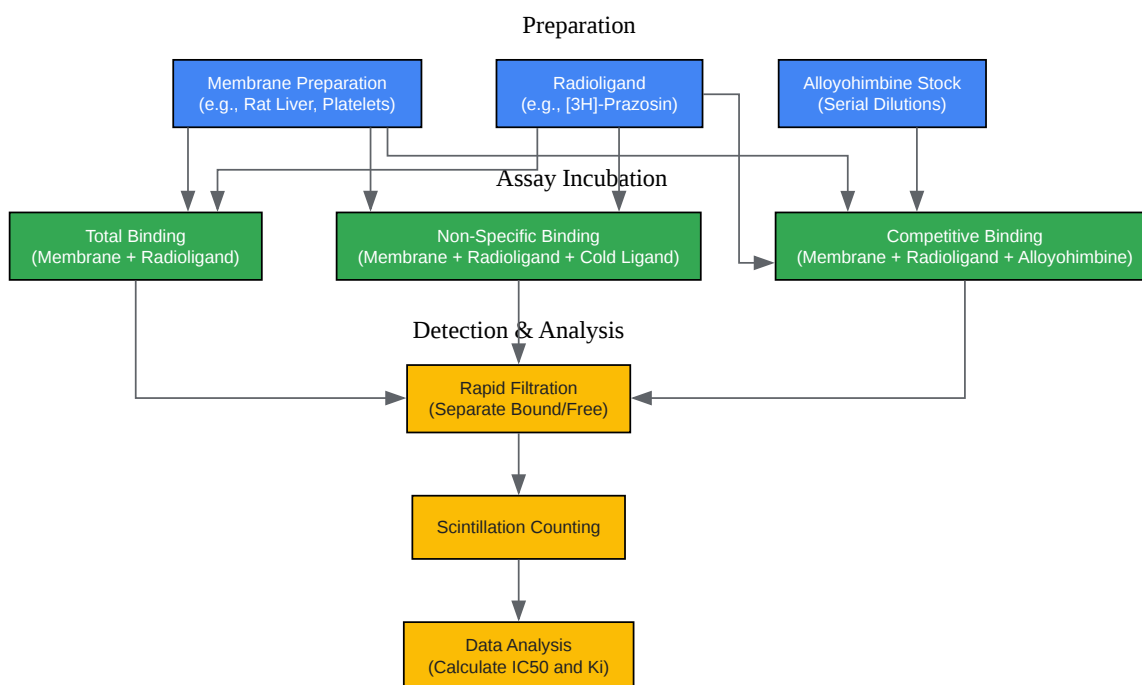 Preparation
Membrane Preparation
(e.g., Rat Liver, Platelets)
Radioligand
(e.g., [3H]-Prazosin)
Alloyohimbine Stock
(Serial Dilutions)
Assay Incubation
Total Binding
(Membrane + Radioligand)
Non-Specific Binding
(Membrane + Radioligand + Cold Ligand)
Competitive Binding
(Membrane + Radioligand + Alloyohimbine)
Detection & Analysis
Rapid Filtration
(Separate Bound/Free)
Scintillation Counting
Data Analysis
(Calculate IC50 and Ki)